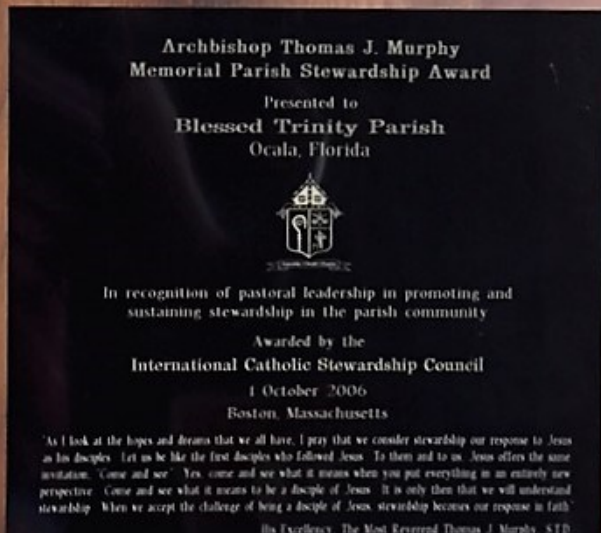 Archbishop Thomas J. Murphy
Memorial Parish Stewardship Award
Presented to
Blessed Trinity Parish
Ocala, Florida
In recognition of pastoral leadership in promoting and
sustaining stewardship in the parish community
Awarded by the
International Catholic Stewardship Council
1 October 2006
Boston, Massachusetts
"As I look at the hopes and dreams that we all have, I pray that we consider stewardship our response to Jesus
as his disciples. Let us be like the first disciples who followed Jesus. To them and to us, Jesus offers the same
invitation, "Come and see". Yes, come and see what it means when you put everything in an entirely new
perspective. Come and see what it means to be a disciple of Jesus. It is only then that we will understand
stewardship. When we accept the challenge of being a disciple of Jesus, stewardship becomes our response in faith"
His Excellency, The Most Reverend Thomas J. Murphy, S.T.D.